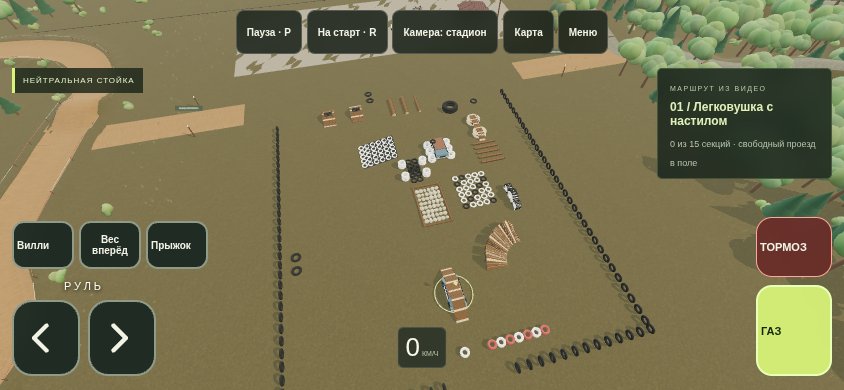 Пауза · P
На старт · R
Камера: стадион
Карта
Меню
НЕЙТРАЛЬНАЯ СТОЙКА
МАРШРУТ ИЗ ВИДЕО
01 / Легковушка с
настилом
0 из 15 секций · свободный проезд
в поле
Вилли
Вес
вперёд
Прыжок
РУЛЬ
ТОРМОЗ
ГАЗ
0 КМ/Ч